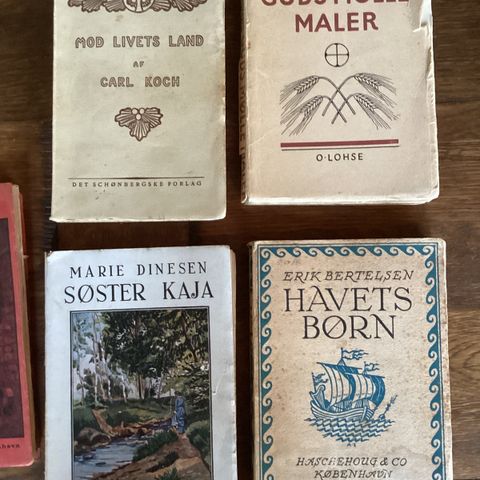 MOD LIVETS LAND
AF
CARL KOCH
DET SCHØNBERGSKE FORLAG
MALER
O·LOHSE
MARIE DINESEN
SØSTER KAJA
ERIK BERTELSEN
HAVETS
BØRN
HASCHEHOUG & CO
KØBENHAVN